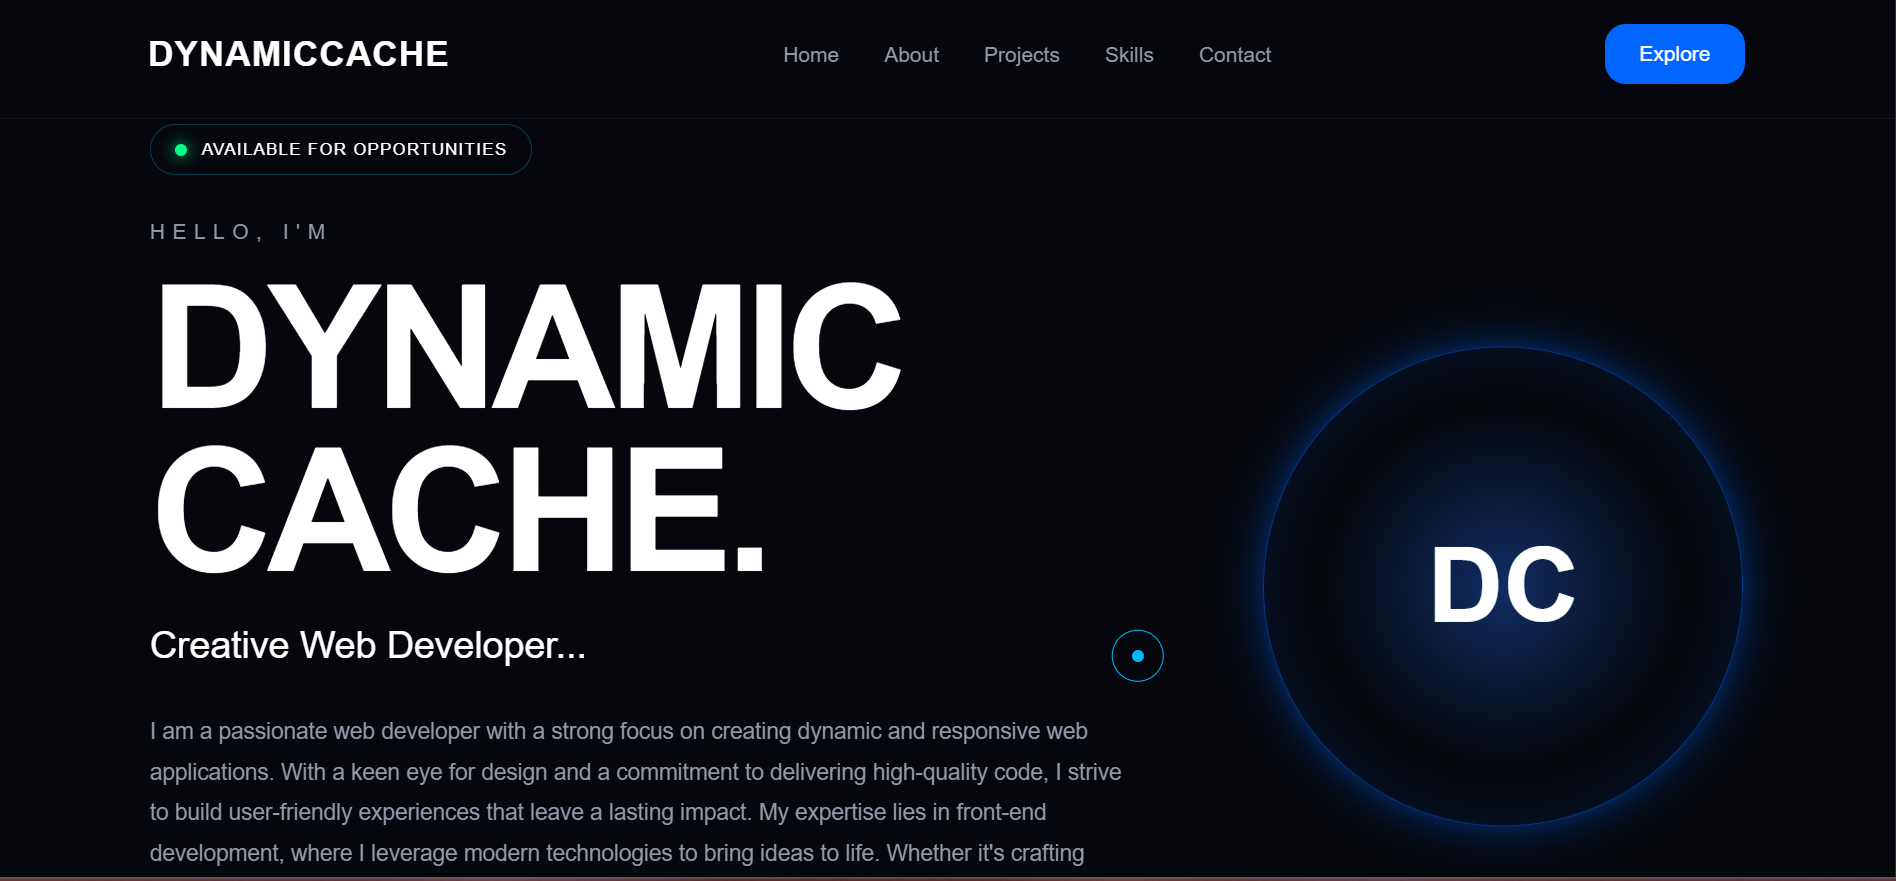 DYNAMICCACHE
Home
About
Projects
Skills
Contact
Explore
AVAILABLE FOR OPPORTUNITIES
HELLO, I'M
DYNAMIC
CACHE.
Creative Web Developer...
DC
I am a passionate web developer with a strong focus on creating dynamic and responsive web
applications. With a keen eye for design and a commitment to delivering high-quality code, I strive
to build user-friendly experiences that leave a lasting impact. My expertise lies in front-end
development, where I leverage modern technologies to bring ideas to life. Whether it's crafting